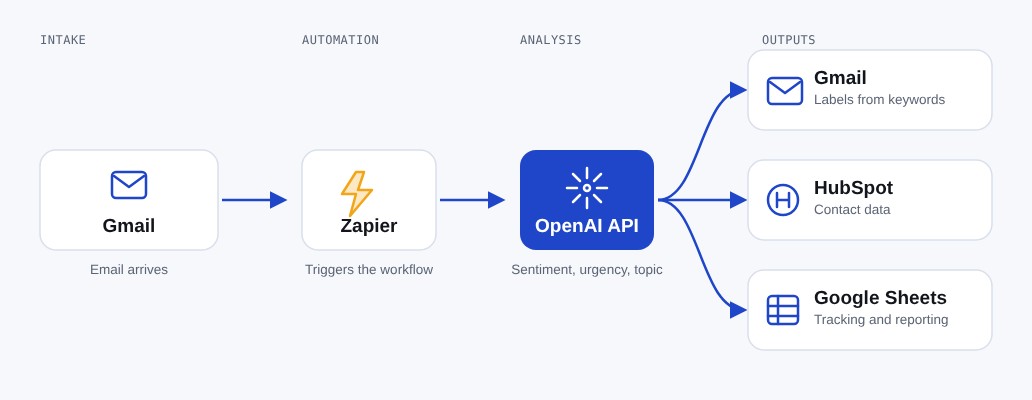 INTAKE
AUTOMATION
ANALYSIS
OUTPUTS
Gmail
Email arrives
Zapier
Triggers the workflow
OpenAI API
Sentiment, urgency, topic
Gmail
Labels from keywords
HubSpot
Contact data
Google Sheets
Tracking and reporting